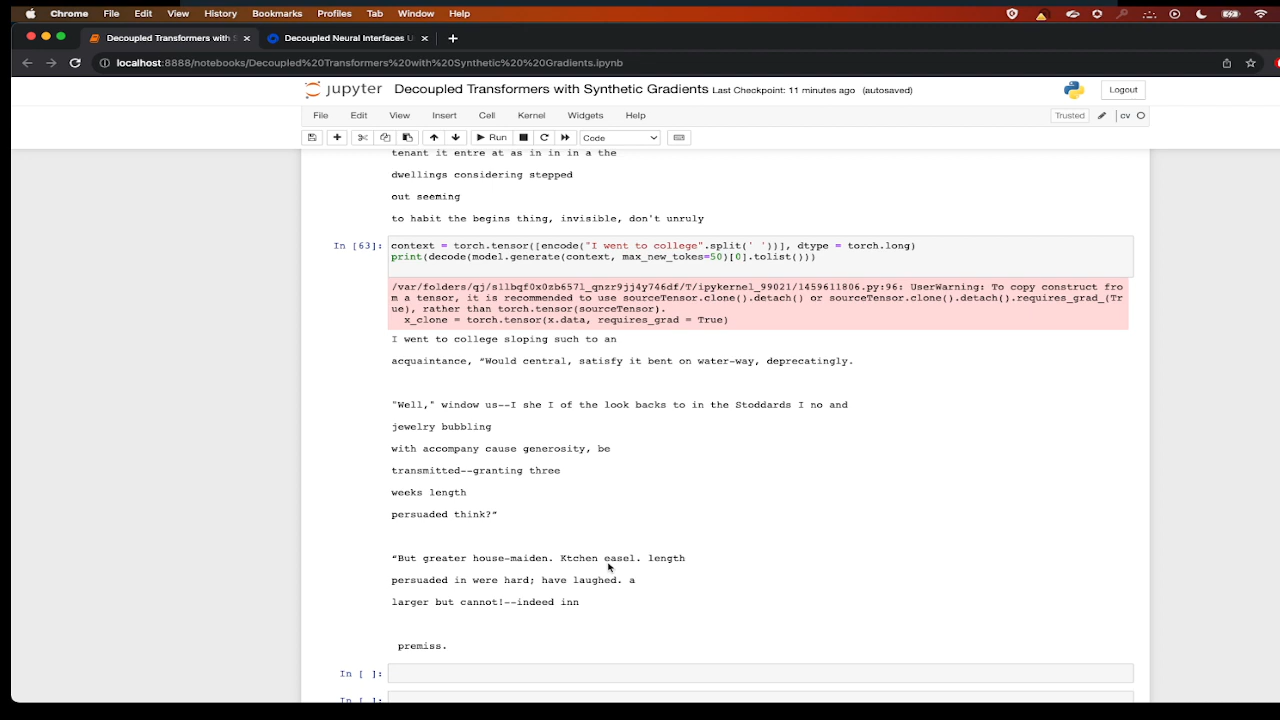 Chrome File Edit View History Bookmarks Profiles Tab Window Help
Decoupled Transformers with S × Decoupled Neural Interfaces U × +
localhost:8888/notebooks/Decoupled%20Transformers%20with%20Synthetic%20%20Gradients.ipynb
jupyter Decoupled Transformers with Synthetic Gradients Last Checkpoint: 11 minutes ago (autosaved) Logout
File Edit View Insert Cell Kernel Widgets Help Trusted cv
Run Code
tenant it entre at as in in in a the
dwellings considering stepped
out seeming
to habit the begins thing, invisible, don't unruly
In [63]: context = torch.tensor([encode("I went to college".split(' '))], dtype = torch.long)
print(decode(model.generate(context, max_new_tokes=50)[0].tolist()))
/var/folders/qj/s1lbqf0x0zb657l_qnzr9jj4y746df/T/ipykernel_99021/1459611806.py:96: UserWarning: To copy construct fro
m a tensor, it is recommended to use sourceTensor.clone().detach() or sourceTensor.clone().detach().requires_grad_(Tr
ue), rather than torch.tensor(sourceTensor).
x_clone = torch.tensor(x.data, requires_grad = True)
I went to college sloping such to an
acquaintance, “Would central, satisfy it bent on water-way, deprecatingly.
"Well," window us--I she I of the look backs to in the Stoddards I no and
jewelry bubbling
with accompany cause generosity, be
transmitted--granting three
weeks length
persuaded think?”
“But greater house-maiden. Ktchen easel. length
persuaded in were hard; have laughed. a
larger but cannot!--indeed inn
premiss.
In [ ]:
In [ ]: